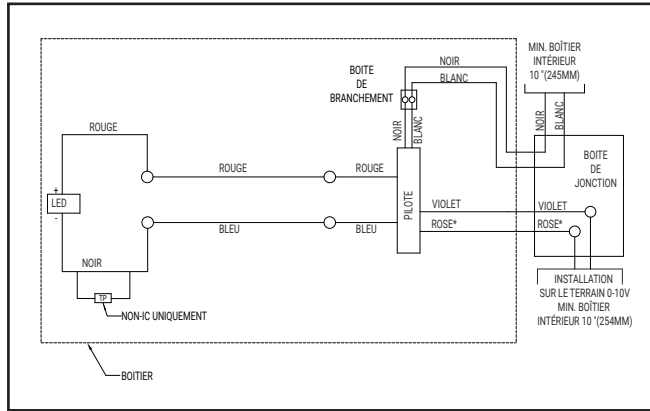 MIN. BOÎTIER
INTÉRIEUR
10 "(245MM)
NOIR
BLANC
BOITE
DE
BRANCHEMENT
NOIR
BLANC
NOIR
BLANC
BOITE
DE
JONCTION
ROUGE
ROUGE
ROUGE
+
LED
-
PILOTE
VIOLET
VIOLET
ROSE*
ROSE*
BLEU
BLEU
NOIR
TP
NON-IC UNIQUEMENT
INSTALLATION
SUR LE TERRAIN 0-10V
MIN. BOÎTIER
INTÉRIEUR 10 "(254MM)
BOITIER